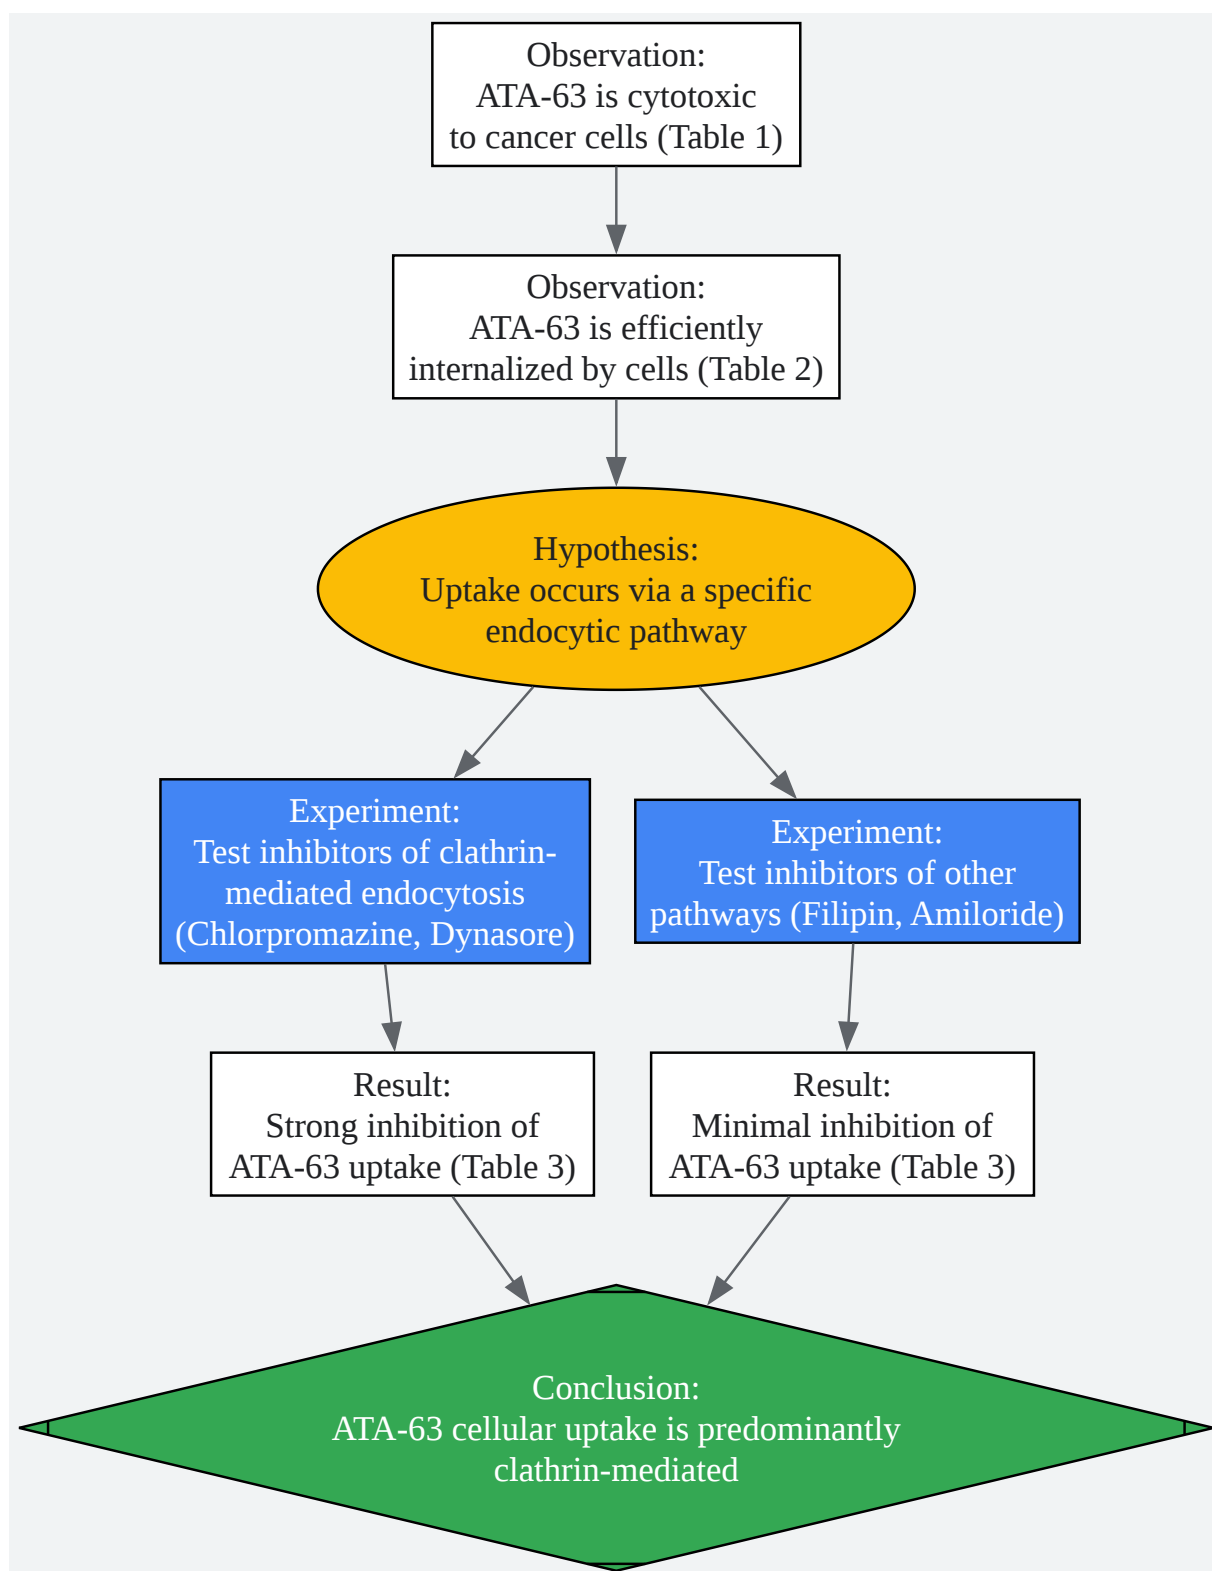 Observation:
ATA-63 is cytotoxic
to cancer cells (Table 1)
Observation:
ATA-63 is efficiently
internalized by cells (Table 2)
Hypothesis:
Uptake occurs via a specific
endocytic pathway
Experiment:
Test inhibitors of clathrin-
mediated endocytosis
(Chlorpromazine, Dynasore)
Experiment:
Test inhibitors of other
pathways (Filipin, Amiloride)
Result:
Strong inhibition of
ATA-63 uptake (Table 3)
Result:
Minimal inhibition of
ATA-63 uptake (Table 3)
Conclusion:
ATA-63 cellular uptake is predominantly
clathrin-mediated